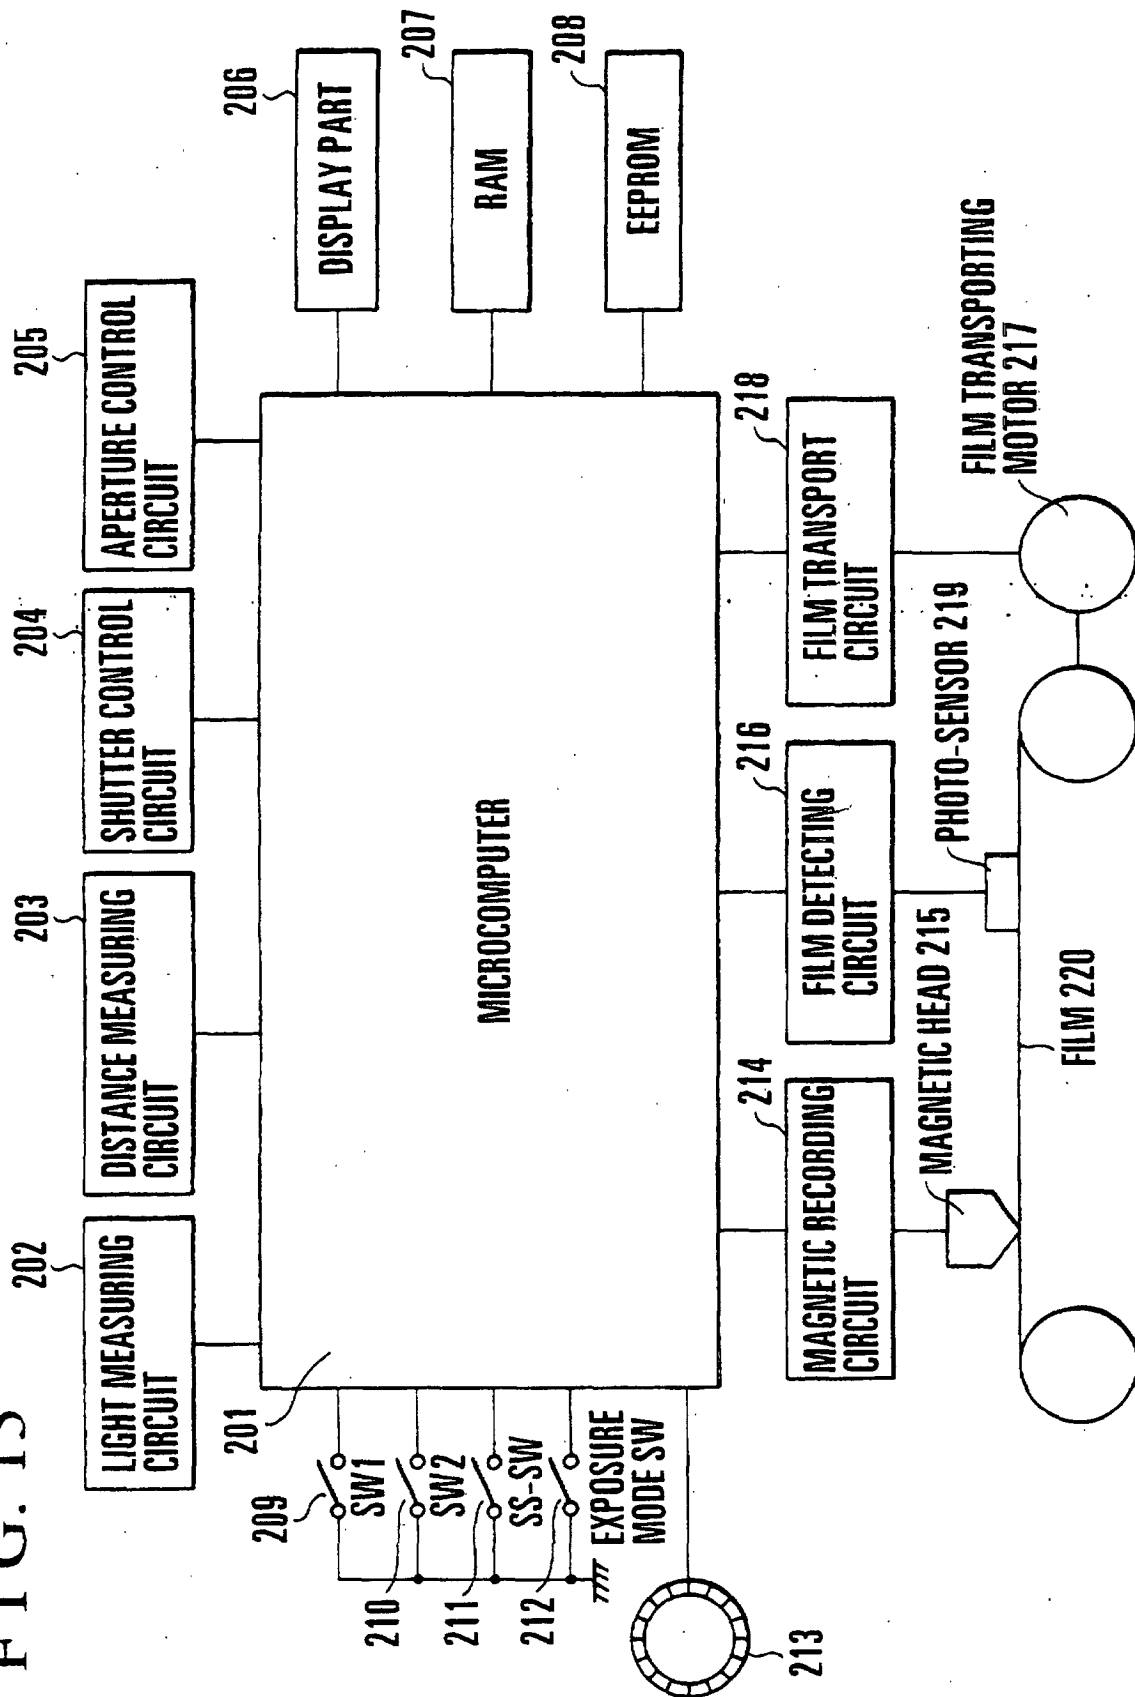 FIG.
202
LIGHT MEASURING
CIRCUIT
203
DISTANCE MEASURING
CIRCUIT
204
SHUTTER CONTROL
CIRCUIT
205
APERTURE CONTROL
CIRCUIT
201
MICROCOMPUTER
206
DISPLAY PART
207
RAM
208
EEPROM
209
SW1
210
SW2
211
SS-SW
212
EXPOSURE
MODE SW
213
214
MAGNETIC RECORDING
CIRCUIT
216
FILM DETECTING
CIRCUIT
218
FILM TRANSPORT
CIRCUIT
MAGNETIC HEAD 215
PHOTO-SENSOR 219
FILM TRANSPORTING
MOTOR 217
FILM 220